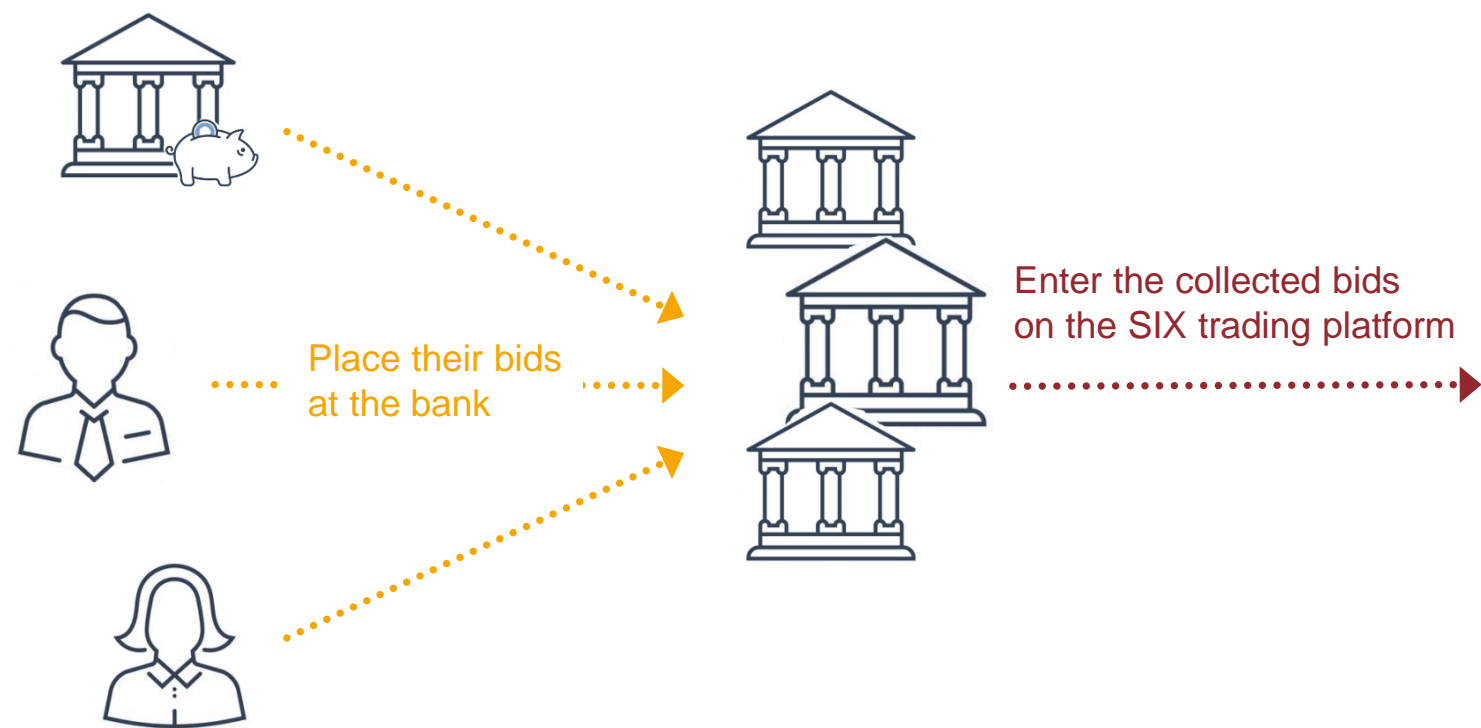 Place their bids
at the bank
Enter the collected bids
on the SIX trading platform